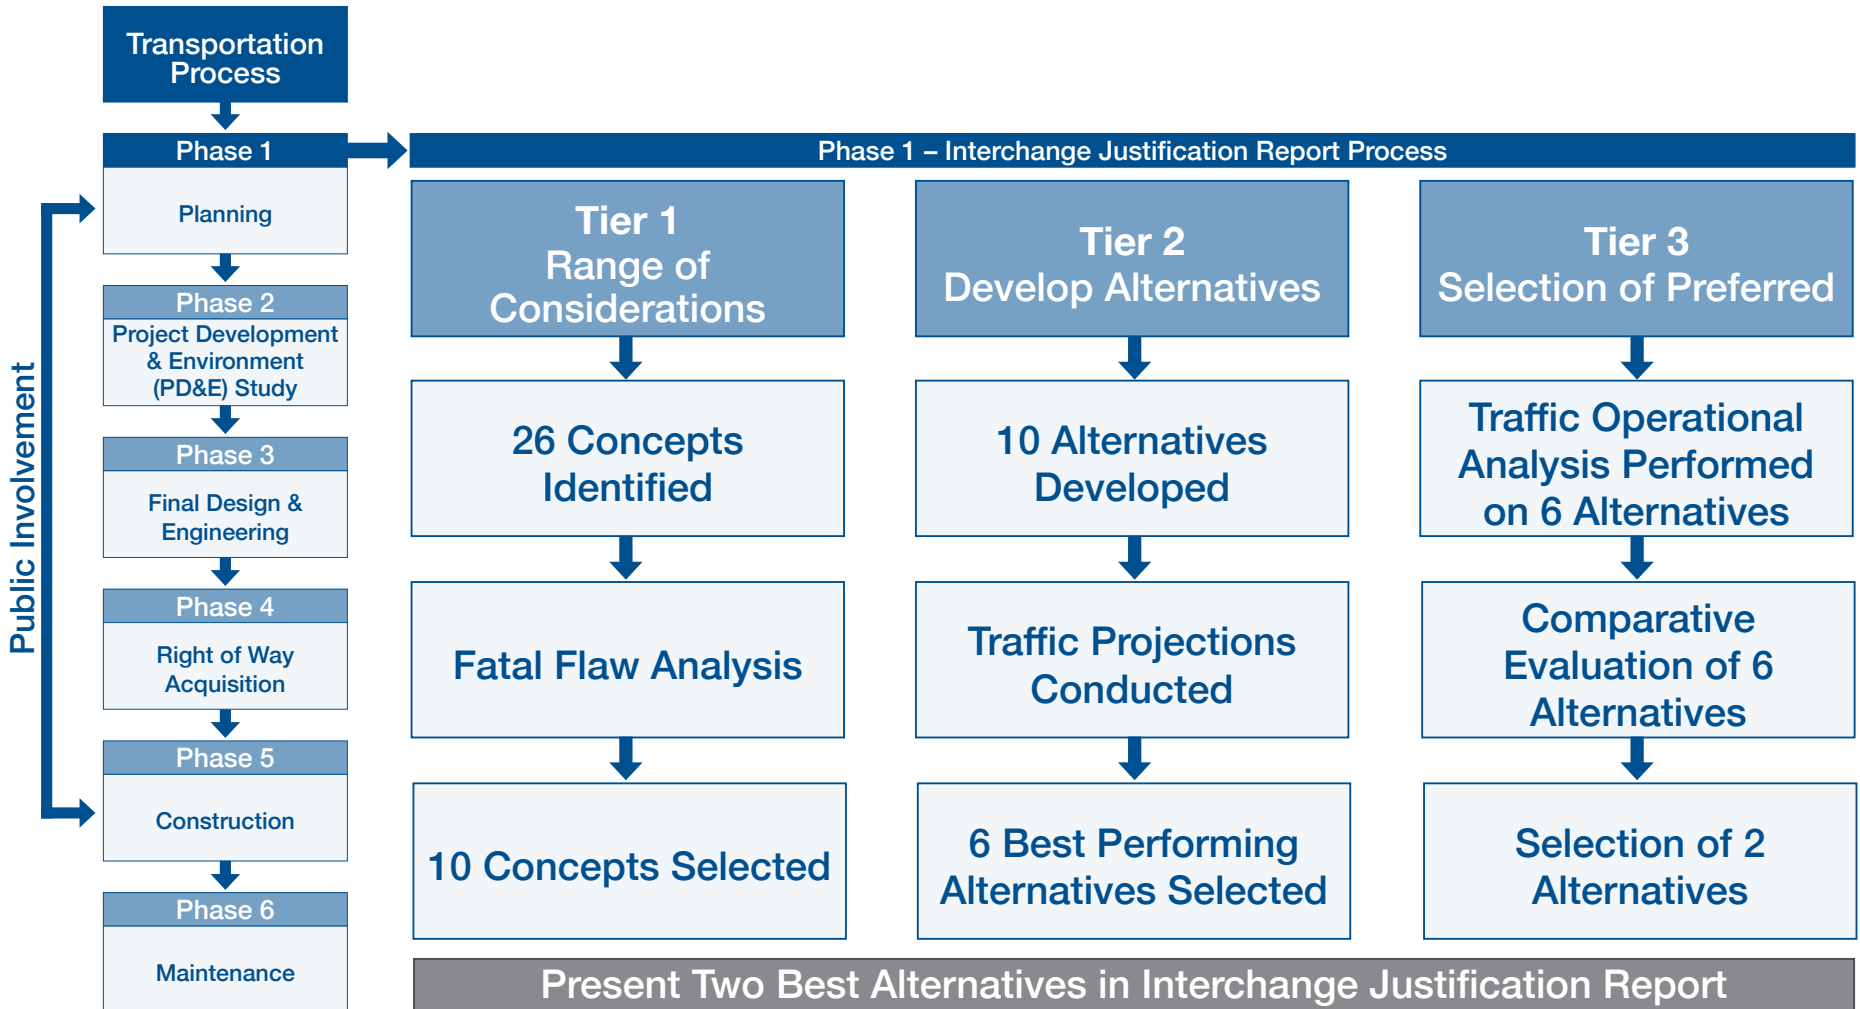 Transportation
Process
Phase 1
Planning
Phase 2
Project Development
& Environment
(PD&E) Study
Phase 3
Final Design &
Engineering
Phase 4
Right of Way
Acquisition
Phase 5
Construction
Phase 6
Maintenance
Public Involvement
Phase 1 – Interchange Justification Report Process
Tier 1
Range of
Considerations
26 Concepts
Identified
Fatal Flaw Analysis
10 Concepts Selected
Tier 2
Develop Alternatives
10 Alternatives
Developed
Traffic Projections
Conducted
6 Best Performing
Alternatives Selected
Tier 3
Selection of Preferred
Traffic Operational
Analysis Performed
on 6 Alternatives
Comparative
Evaluation of 6
Alternatives
Selection of 2
Alternatives
Present Two Best Alternatives in Interchange Justification Report